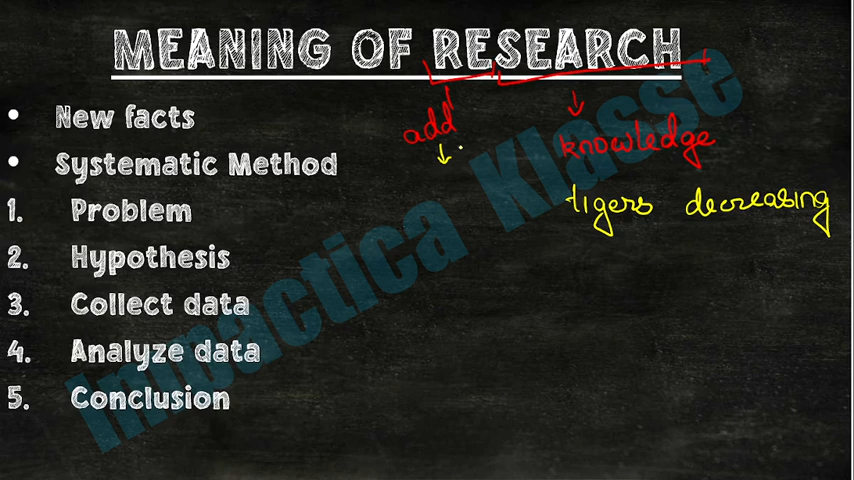 MEANING OF RESEARCH
• New facts
add
knowledge
• Systematic Method
1. Problem
tigers decreasing
2. Hypothesis
3. Collect data
4. Analyze data
5. Conclusion
Impactica Klasse